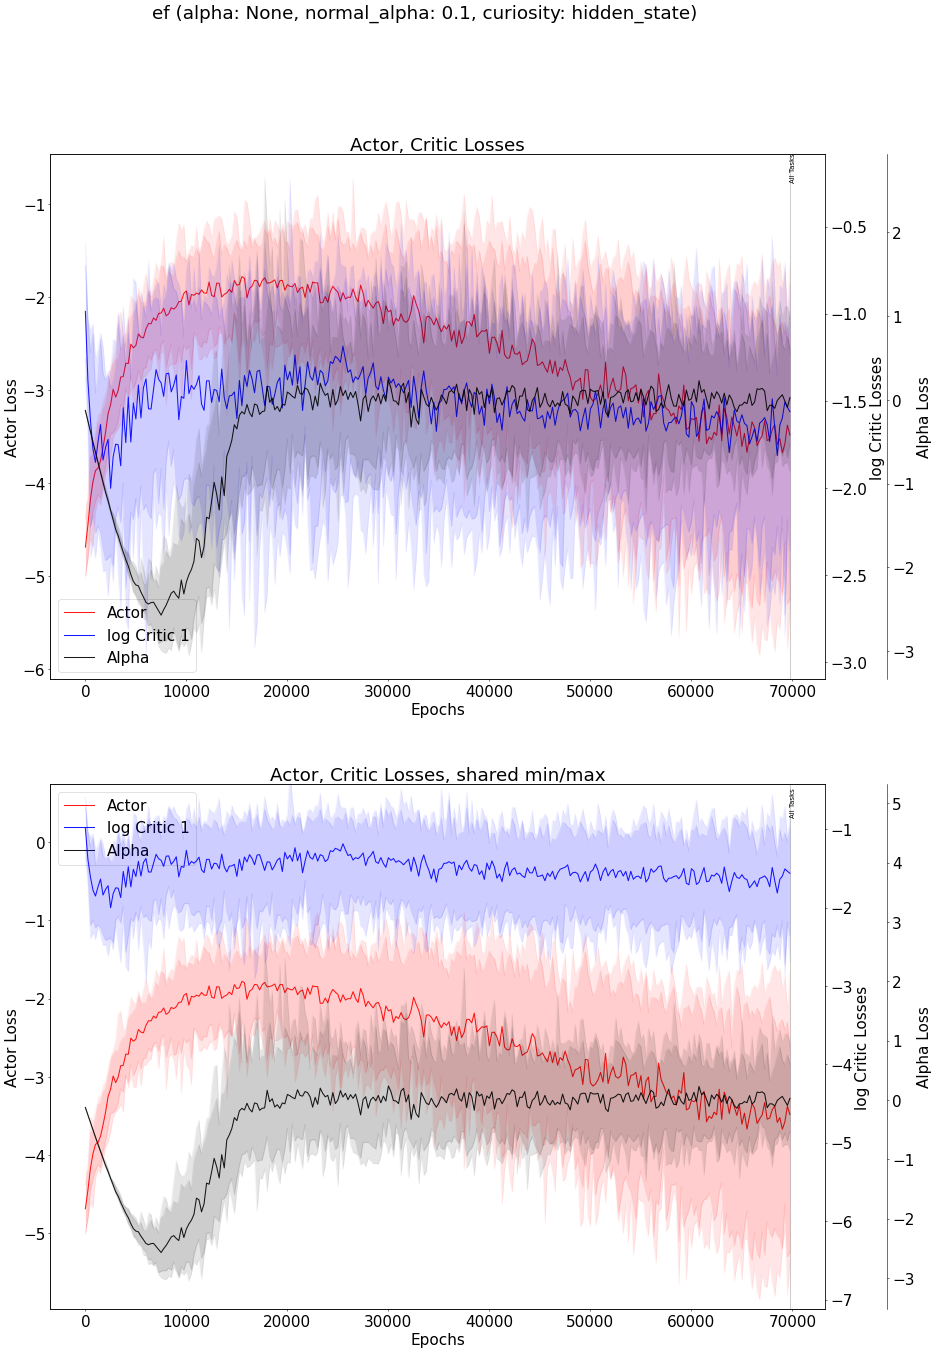 ef (alpha: None, normal_alpha: 0.1, curiosity: hidden_state)
Actor, Critic Losses
All Tasks
Actor Loss
−1
−2
−3
−4
−5
−6
Actor
log Critic 1
Alpha
0
10000
20000
30000
40000
50000
60000
70000
Epochs
−0.5
−1.0
−1.5
−2.0
−2.5
−3.0
log Critic Losses
2
1
0
−1
−2
−3
Alpha Loss
Actor, Critic Losses, shared min/max
All Tasks
Actor Loss
0
−1
−2
−3
−4
−5
Actor
log Critic 1
Alpha
0
10000
20000
30000
40000
50000
60000
70000
Epochs
−1
−2
−3
−4
−5
−6
−7
log Critic Losses
5
4
3
2
1
0
−1
−2
−3
Alpha Loss